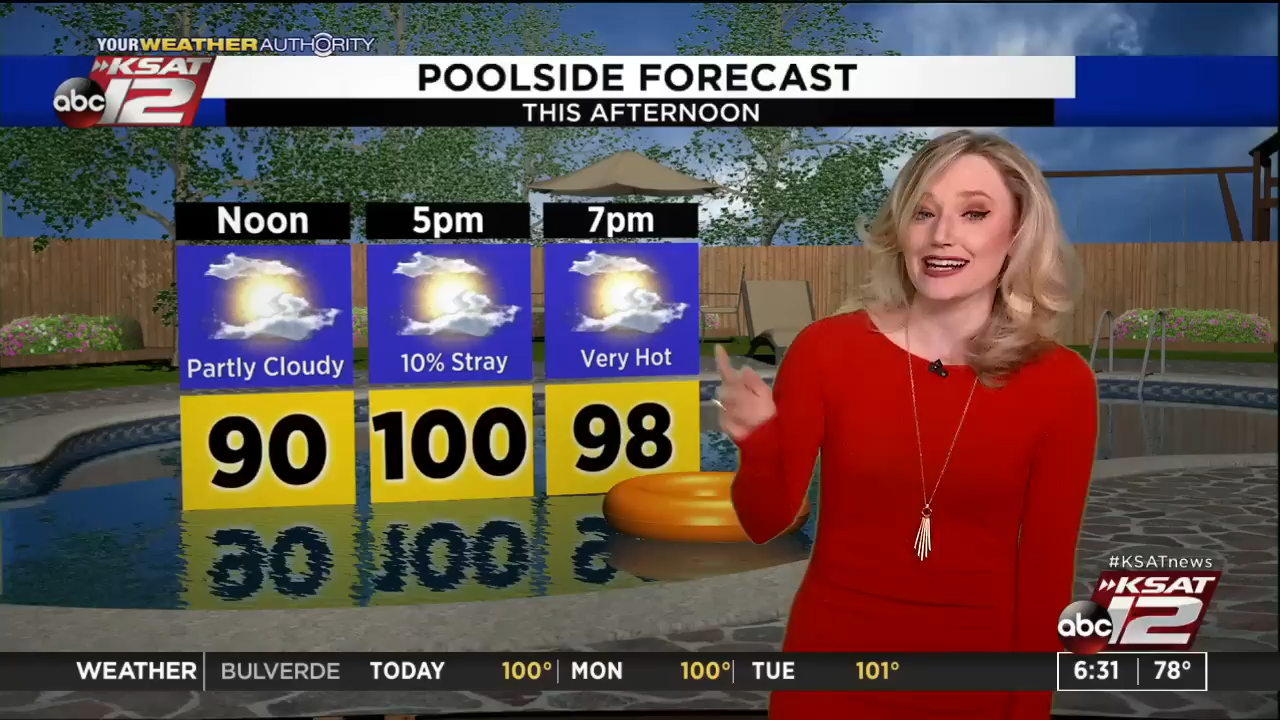 YOUR WEATHER AUTHORITY
KSAT
abc 12
POOLSIDE FORECAST
THIS AFTERNOON
Noon 5pm 7pm
Partly Cloudy 10% Stray Very Hot
90 100 98
#KSATnews
KSAT
abc 12
WEATHER BULVERDE TODAY 100° MON 100° TUE 101° 6:31 78°